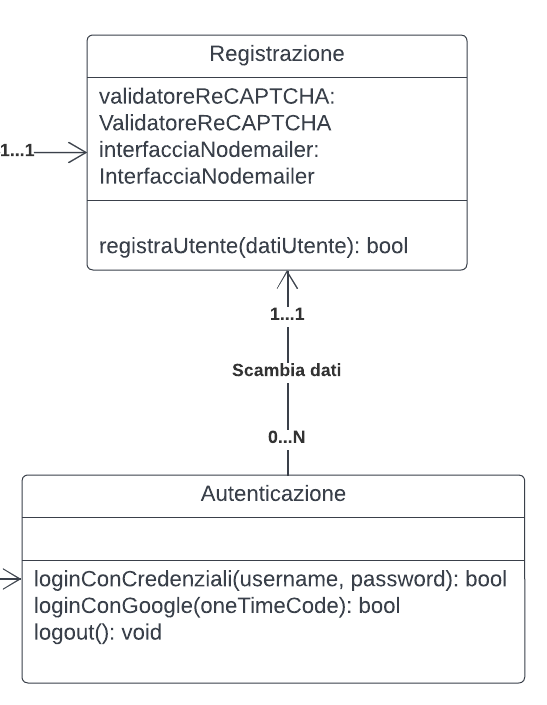 Registrazione
validatoreReCAPTCHA:
ValidatoreReCAPTCHA
1...1
interfacciaNodemailer:
InterfacciaNodemailer
registraUtente(datiUtente): bool
1...1
Scambia dati
0...N
Autenticazione
loginConCredenziali(username, password): bool
loginConGoogle(oneTimeCode): bool
logout(): void